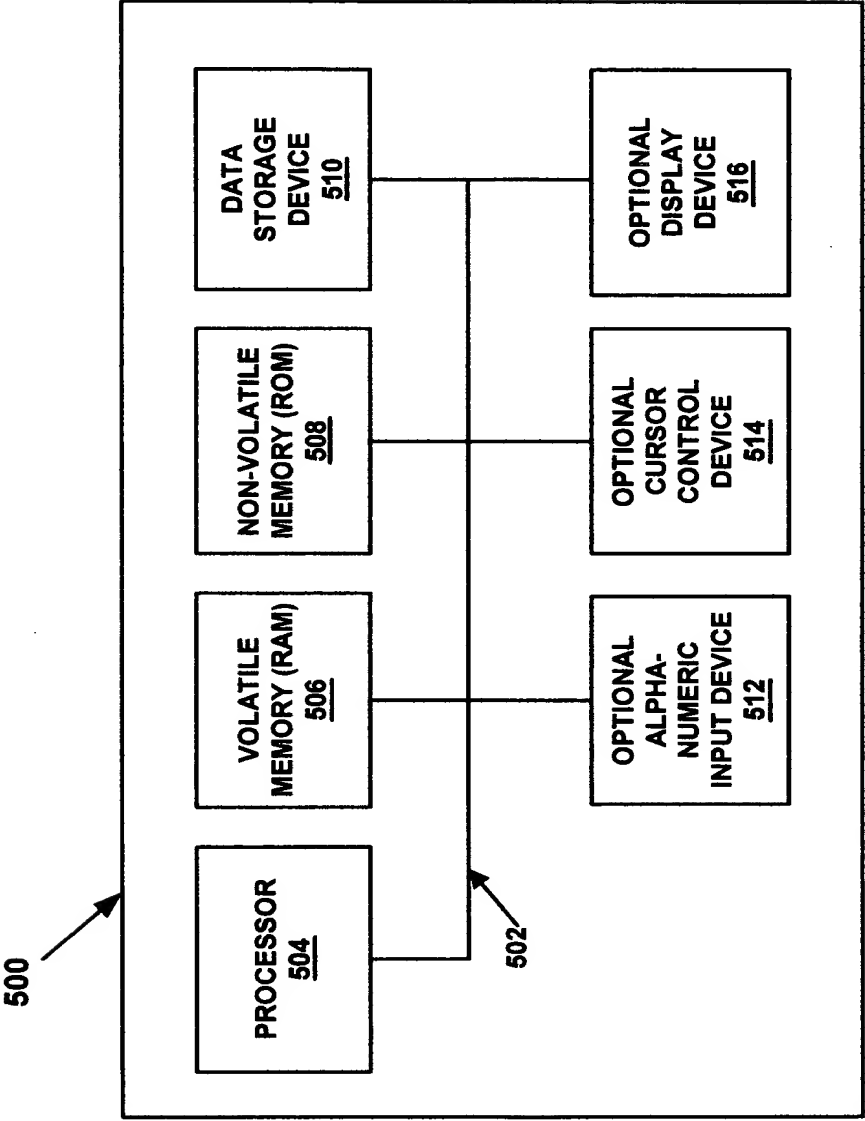 500
PROCESSOR
504
VOLATILE
MEMORY (RAM)
506
NON-VOLATILE
MEMORY (ROM)
508
DATA
STORAGE
DEVICE
510
502
OPTIONAL
ALPHA-
NUMERIC
INPUT DEVICE
512
OPTIONAL
CURSOR
CONTROL
DEVICE
514
OPTIONAL
DISPLAY
DEVICE
516